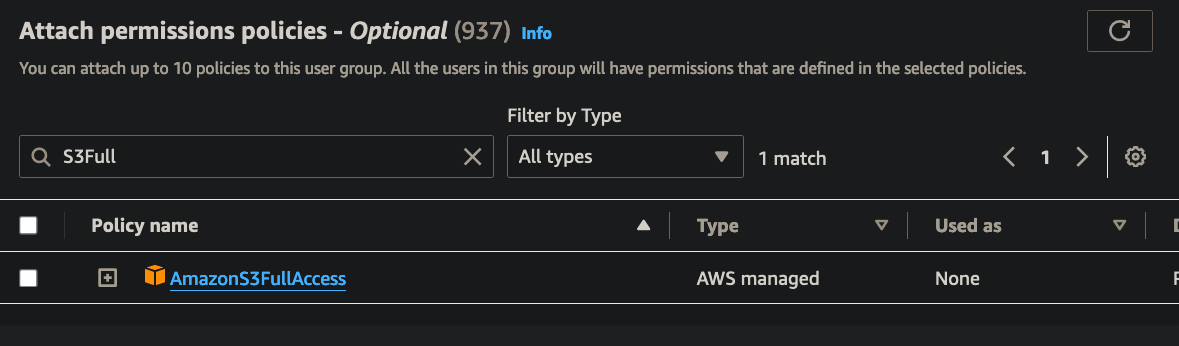 Attach permissions policies - Optional (937) Info
You can attach up to 10 policies to this user group. All the users in this group will have permissions that are defined in the selected policies.
Filter by Type
S3Full All types 1 match 1
Policy name Type Used as
AmazonS3FullAccess AWS managed None